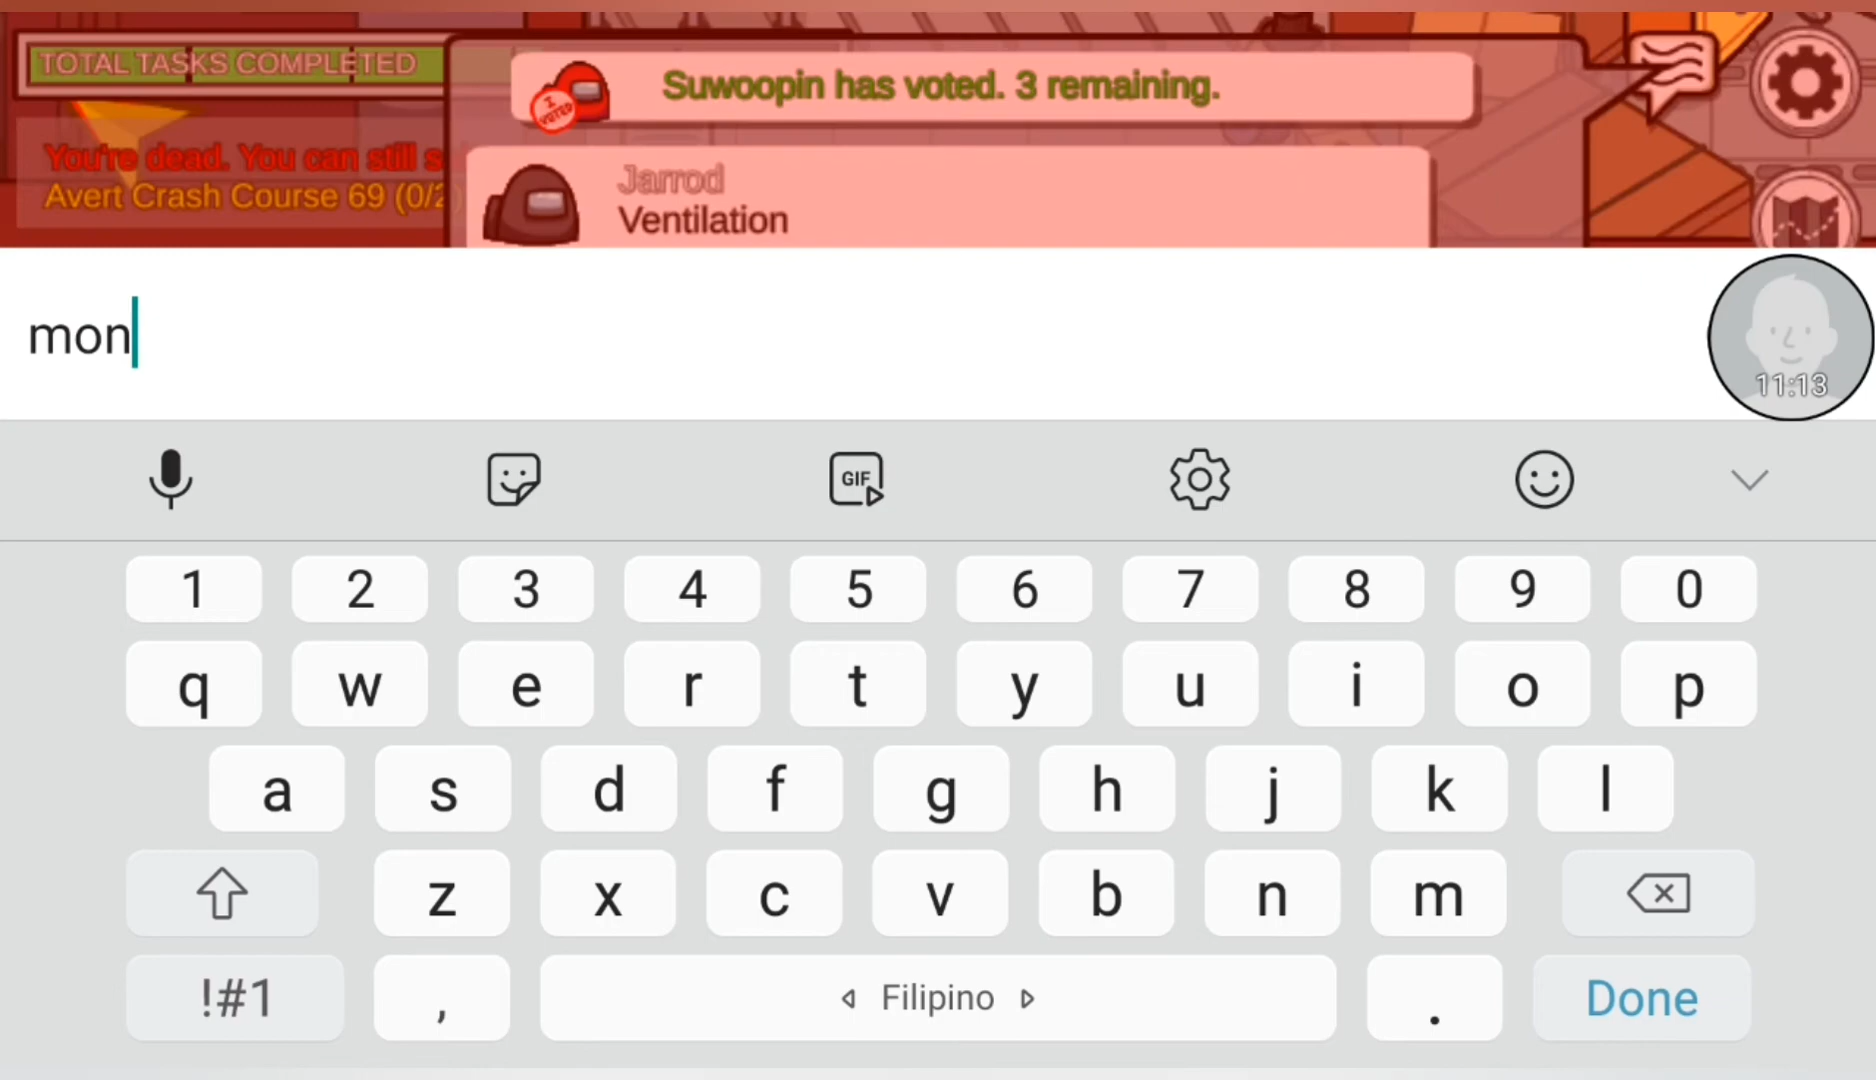 TOTAL TASKS COMPLETED
Suwoopin has voted. 3 remaining.
I VOTED
You're dead. You can still
Avert Crash Course 69 (0/2)
Jarrod
Ventilation
mon
11:13
GIF
1 2 3 4 5 6 7 8 9 0
q w e r t y u i o p
a s d f g h j k l
z x c v b n m
!#1 , Filipino . Done